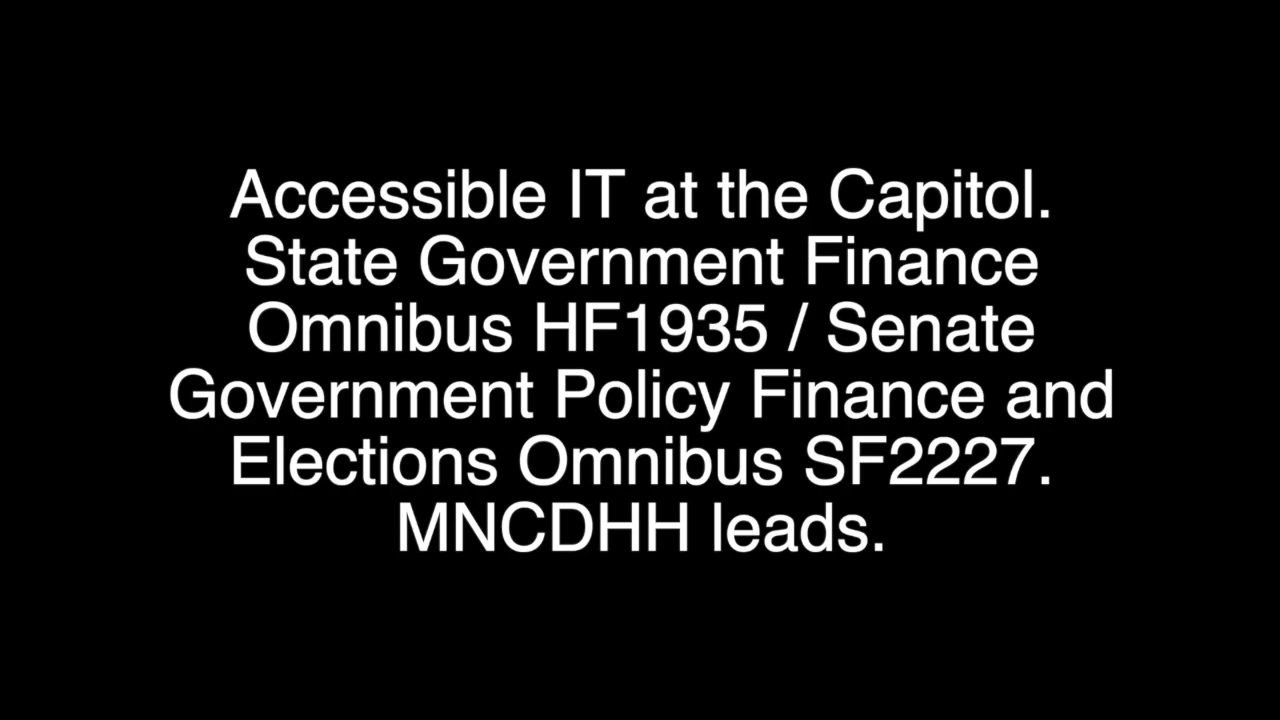 Accessible IT at the Capitol.
State Government Finance
Omnibus HF1935 / Senate
Government Policy Finance and
Elections Omnibus SF2227.
MNCDHH leads.